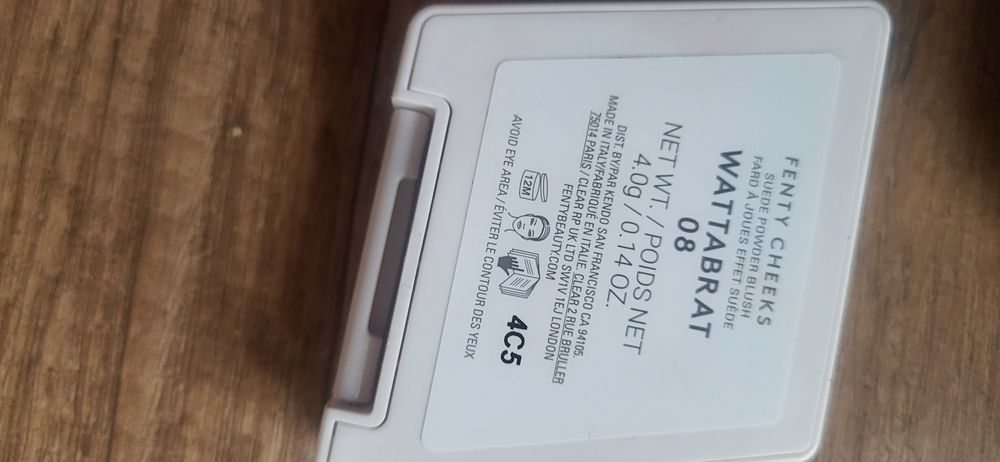 FENTY CHEEKS
SUEDE POWDER BLUSH
FARD À JOUES EFFET SUÈDE
WATTABRAT
08
NET WT. / POIDS NET
4.0g / 0.14 OZ.
DIST. BY/PAR KENDO SAN FRANCISCO CA 94105.
MADE IN ITALY/FABRIQUÉ EN ITALIE. CLEAR 2 RUE BRULLER
75014 PARIS / CLEAR RP UK LTD SW1V 1EJ LONDON
FENTYBEAUTY.COM
12M
4C5
AVOID EYE AREA / ÉVITER LE CONTOUR DES YEUX